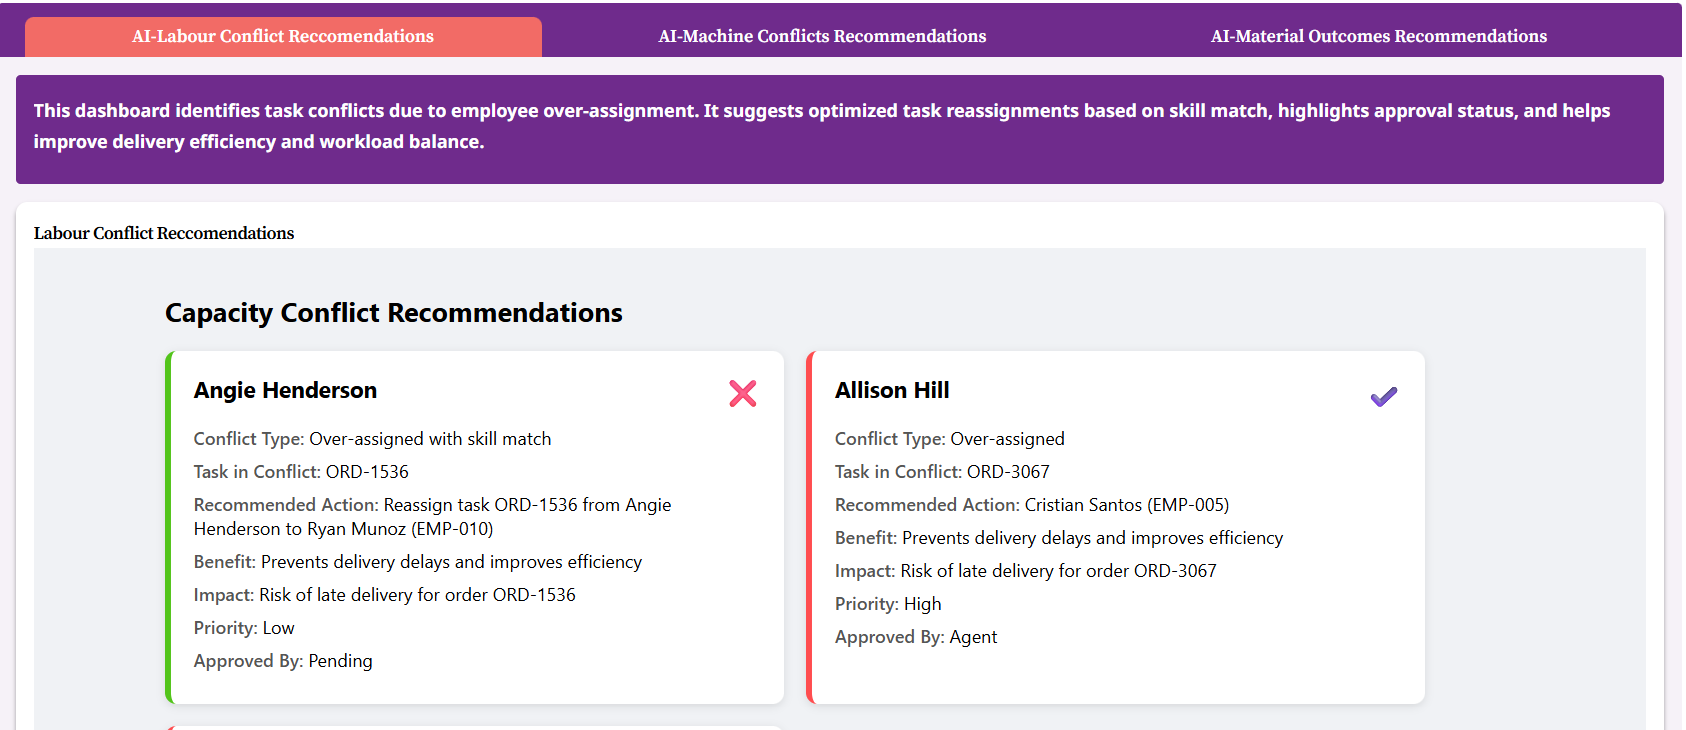 AI-Labour Conflict Reccomendations
AI-Machine Conflicts Recommendations
AI-Material Outcomes Recommendations
This dashboard identifies task conflicts due to employee over-assignment. It suggests optimized task reassignments based on skill match, highlights approval status, and helps
improve delivery efficiency and workload balance.
Labour Conflict Reccomendations
Capacity Conflict Recommendations
Angie Henderson
Conflict Type: Over-assigned with skill match
Task in Conflict: ORD-1536
Recommended Action: Reassign task ORD-1536 from Angie
Henderson to Ryan Munoz (EMP-010)
Benefit: Prevents delivery delays and improves efficiency
Impact: Risk of late delivery for order ORD-1536
Priority: Low
Approved By: Pending
Allison Hill
Conflict Type: Over-assigned
Task in Conflict: ORD-3067
Recommended Action: Cristian Santos (EMP-005)
Benefit: Prevents delivery delays and improves efficiency
Impact: Risk of late delivery for order ORD-3067
Priority: High
Approved By: Agent